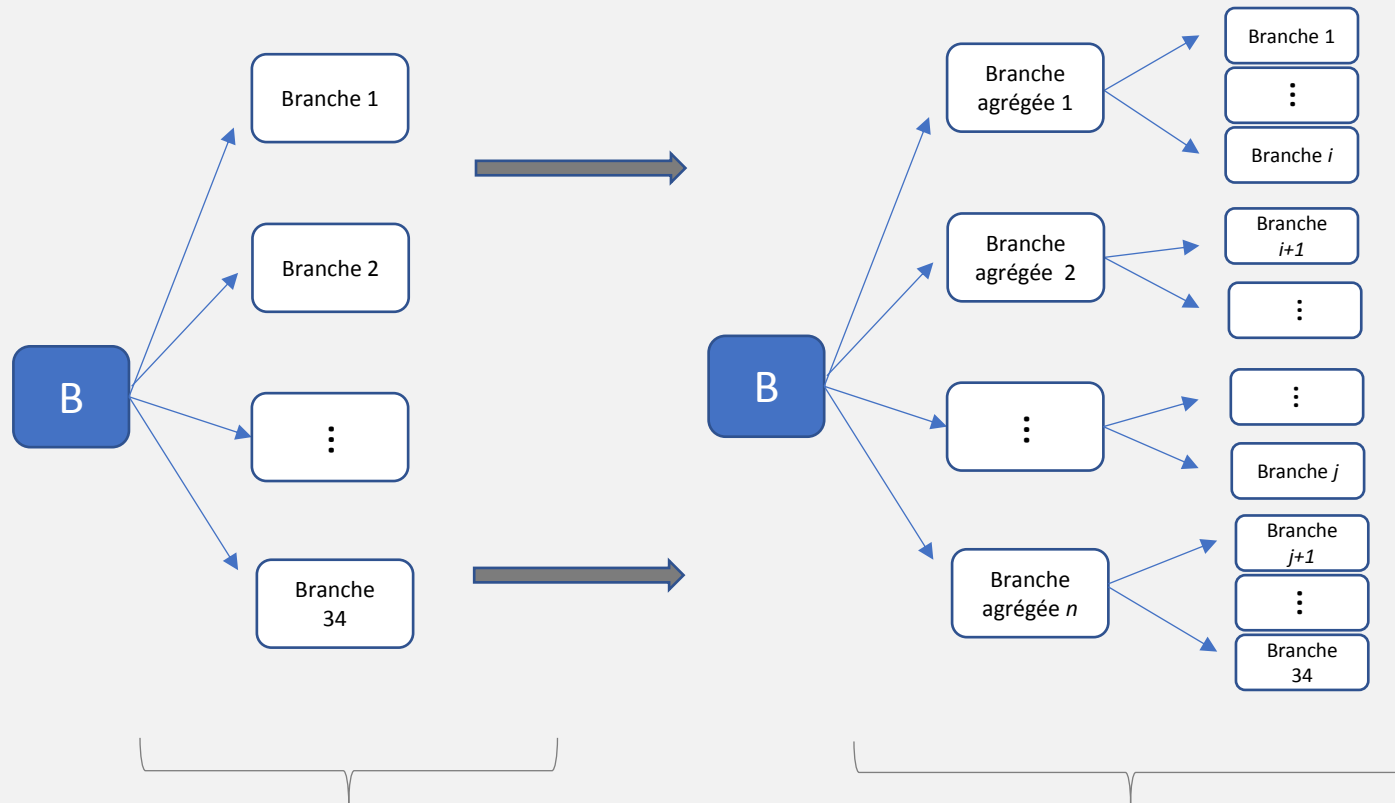 B
Branche 1
Branche 2
⋮
Branche
34
B
Branche
agrégée 1
Branche
agrégée 2
⋮
Branche
agrégée n
Branche 1
⋮
Branche i
Branche
i+1
⋮
⋮
Branche j
Branche
j+1
⋮
Branche
34